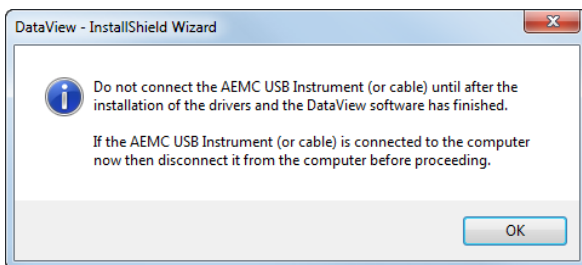 DataView - InstallShield Wizard
Do not connect the AEMC USB Instrument (or cable) until after the
installation of the drivers and the DataView software has finished.
If the AEMC USB Instrument (or cable) is connected to the computer
now then disconnect it from the computer before proceeding.
OK